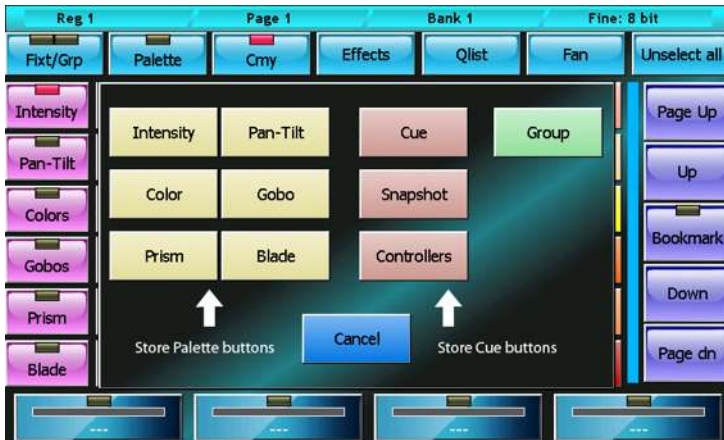 Reg 1 Page 1 Bank 1 Fine: 8 bit
Fixt/Grp Palette Cmy Effects Qlist Fan Unselect all
Intensity
Pan-Tilt
Colors
Gobos
Prism
Blade
Intensity Pan-Tilt Cue Group
Color Gobo Snapshot
Prism Blade Controllers
Store Palette buttons
Cancel
Store Cue buttons
Page Up
Up
Bookmark
Down
Page dn
--- --- --- ---